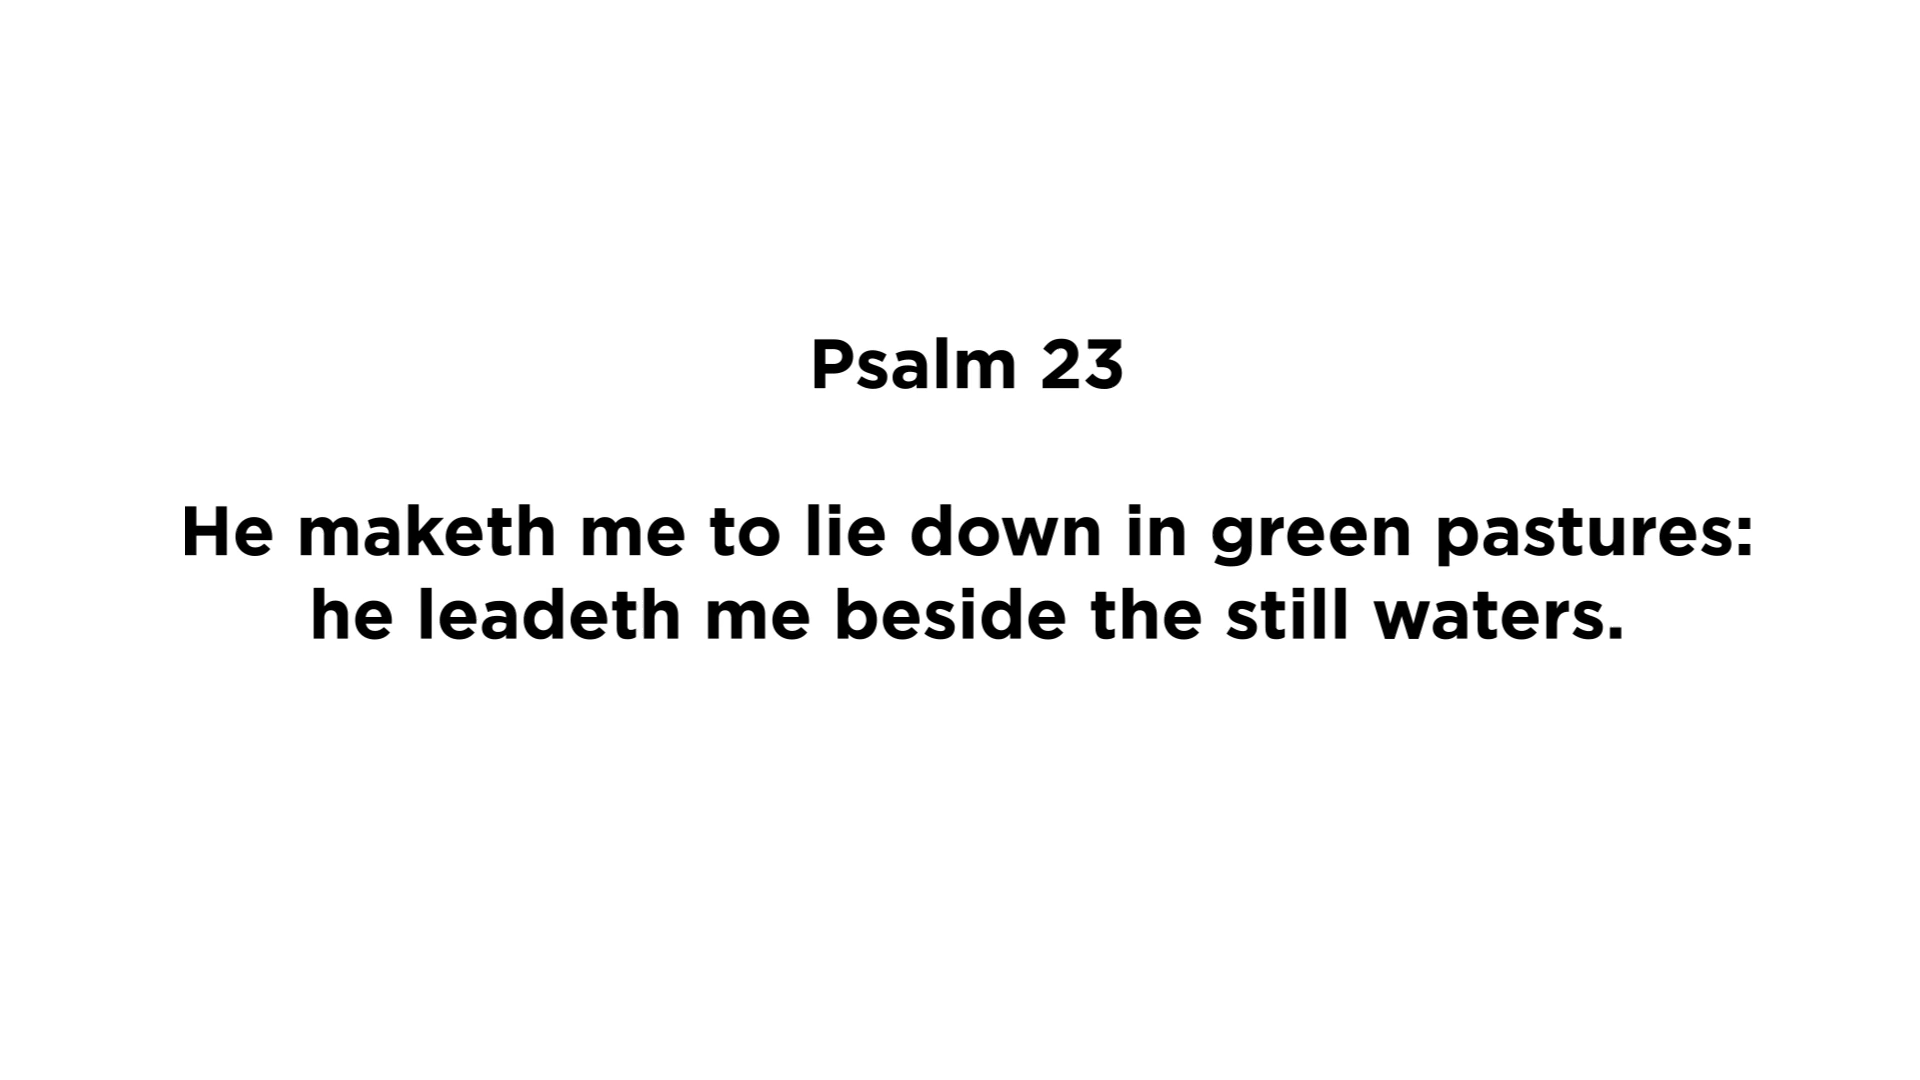 Psalm 23
He maketh me to lie down in green pastures:
he leadeth me beside the still waters.